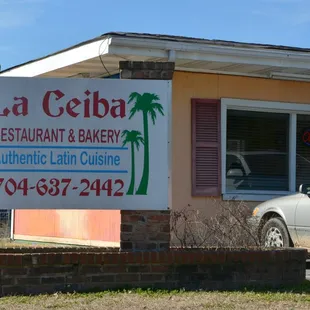 La Ceiba
RESTAURANT & BAKERY
Authentic Latin Cuisine
704-637-2442